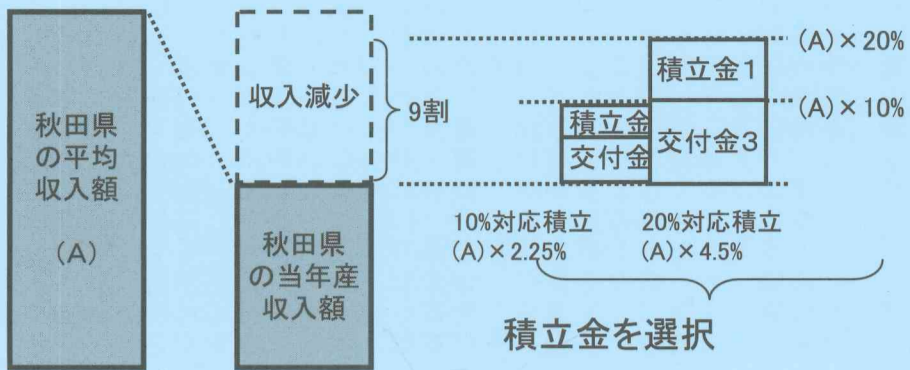 秋田県
の平均
収入額
(A)
収入減少
9割
秋田県
の当年産
収入額
積立金
交付金
積立金1
交付金3
(A)×20%
(A)×10%
10%対応積立
(A)×2.25%
20%対応積立
(A)×4.5%
積立金を選択